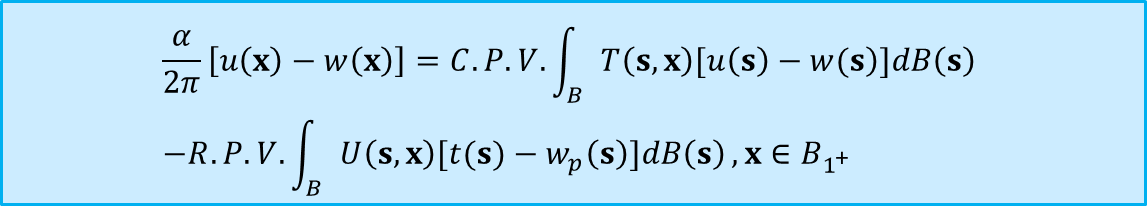 α/2π [u(𝐱) − w(𝐱)] = C.P.V.∫_B T(𝐬,𝐱)[u(𝐬) − w(𝐬)]dB(𝐬)
−R.P.V.∫_B U(𝐬,𝐱)[t(𝐬) − w_p(𝐬)]dB(𝐬), 𝐱 ∈ B_{1^+}